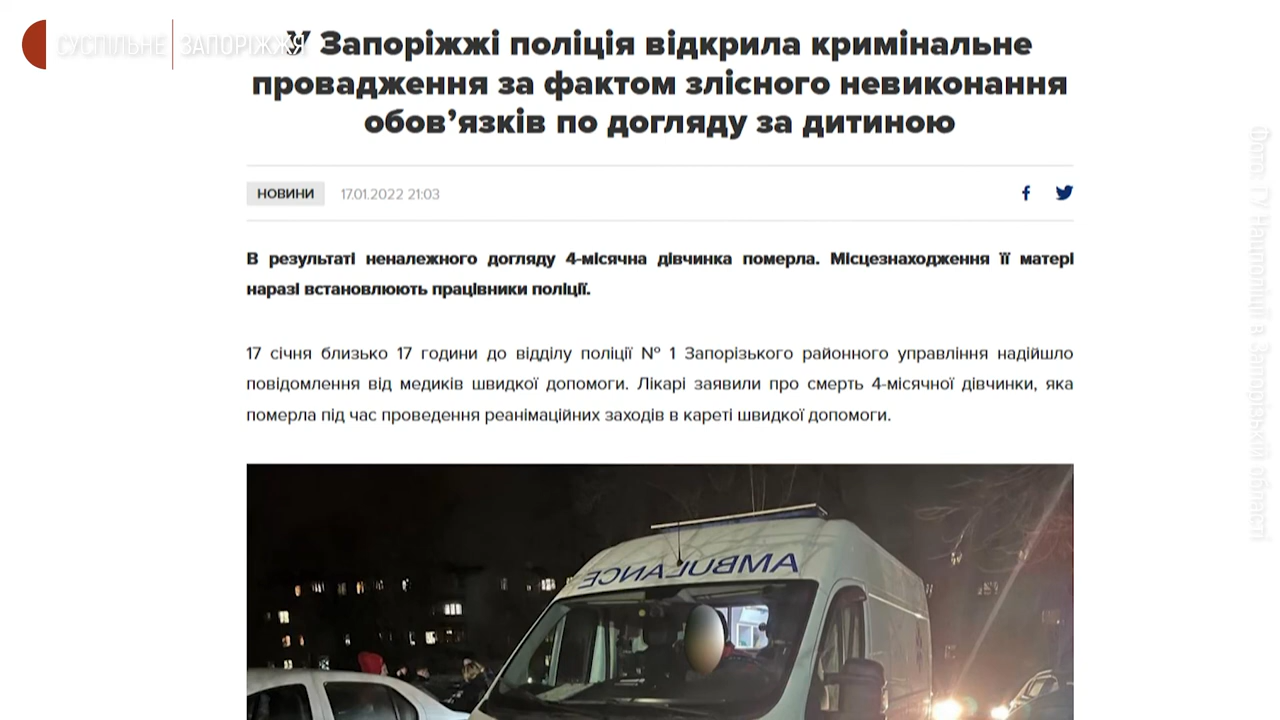 СУСПІЛЬНЕ ЗАПОРІЖЖЯ
У Запоріжжі поліція відкрила кримінальне
провадження за фактом злісного невиконання
обов’язків по догляду за дитиною
НОВИНИ 17.01.2022 21:03
В результаті неналежного догляду 4-місячна дівчинка померла. Місцезнаходження її матері
наразі встановлюють працівники поліції.
17 січня близько 17 години до відділу поліції № 1 Запорізького районного управління надійшло
повідомлення від медиків швидкої допомоги. Лікарі заявили про смерть 4-місячної дівчинки, яка
померла під час проведення реанімаційних заходів в кареті швидкої допомоги.
AMBULANCE
Фото: ГУ Нацполіції в Запорізькій області